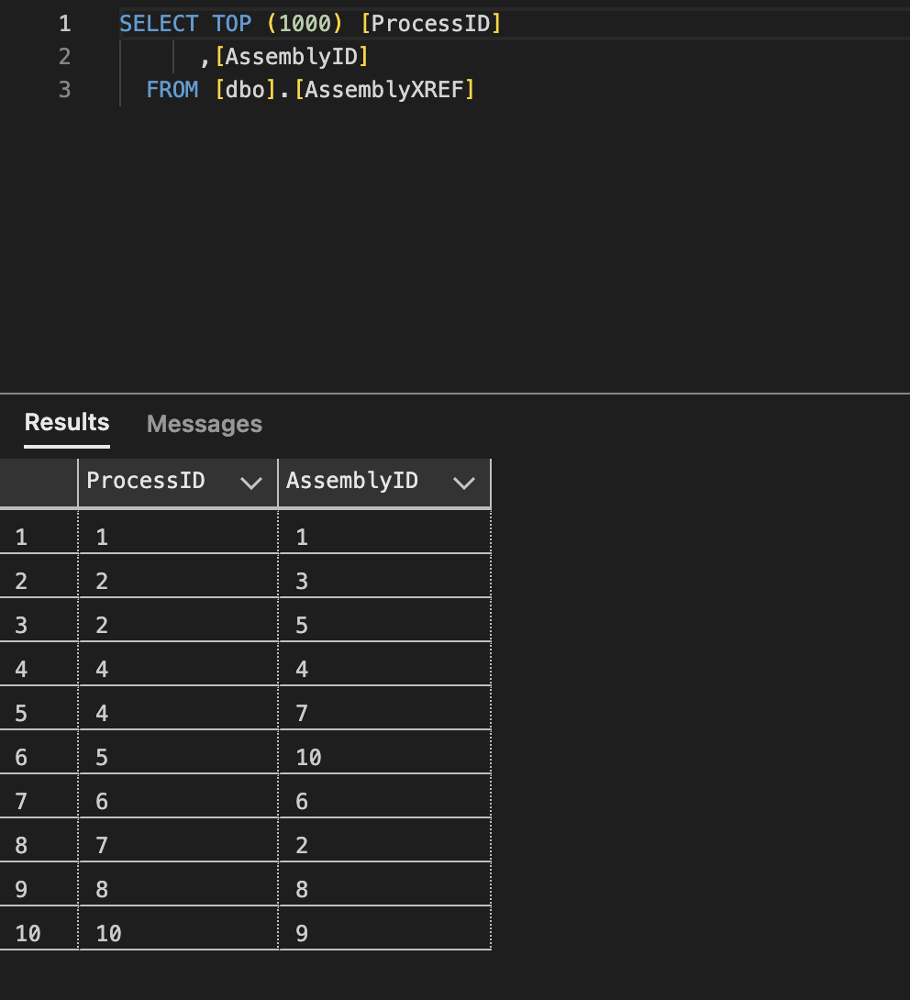 1 SELECT TOP (1000) [ProcessID]
2 ,[AssemblyID]
3 FROM [dbo].[AssemblyXREF]
Results Messages
ProcessID AssemblyID
1 1 1
2 2 3
3 2 5
4 4 4
5 4 7
6 5 10
7 6 6
8 7 2
9 8 8
10 10 9